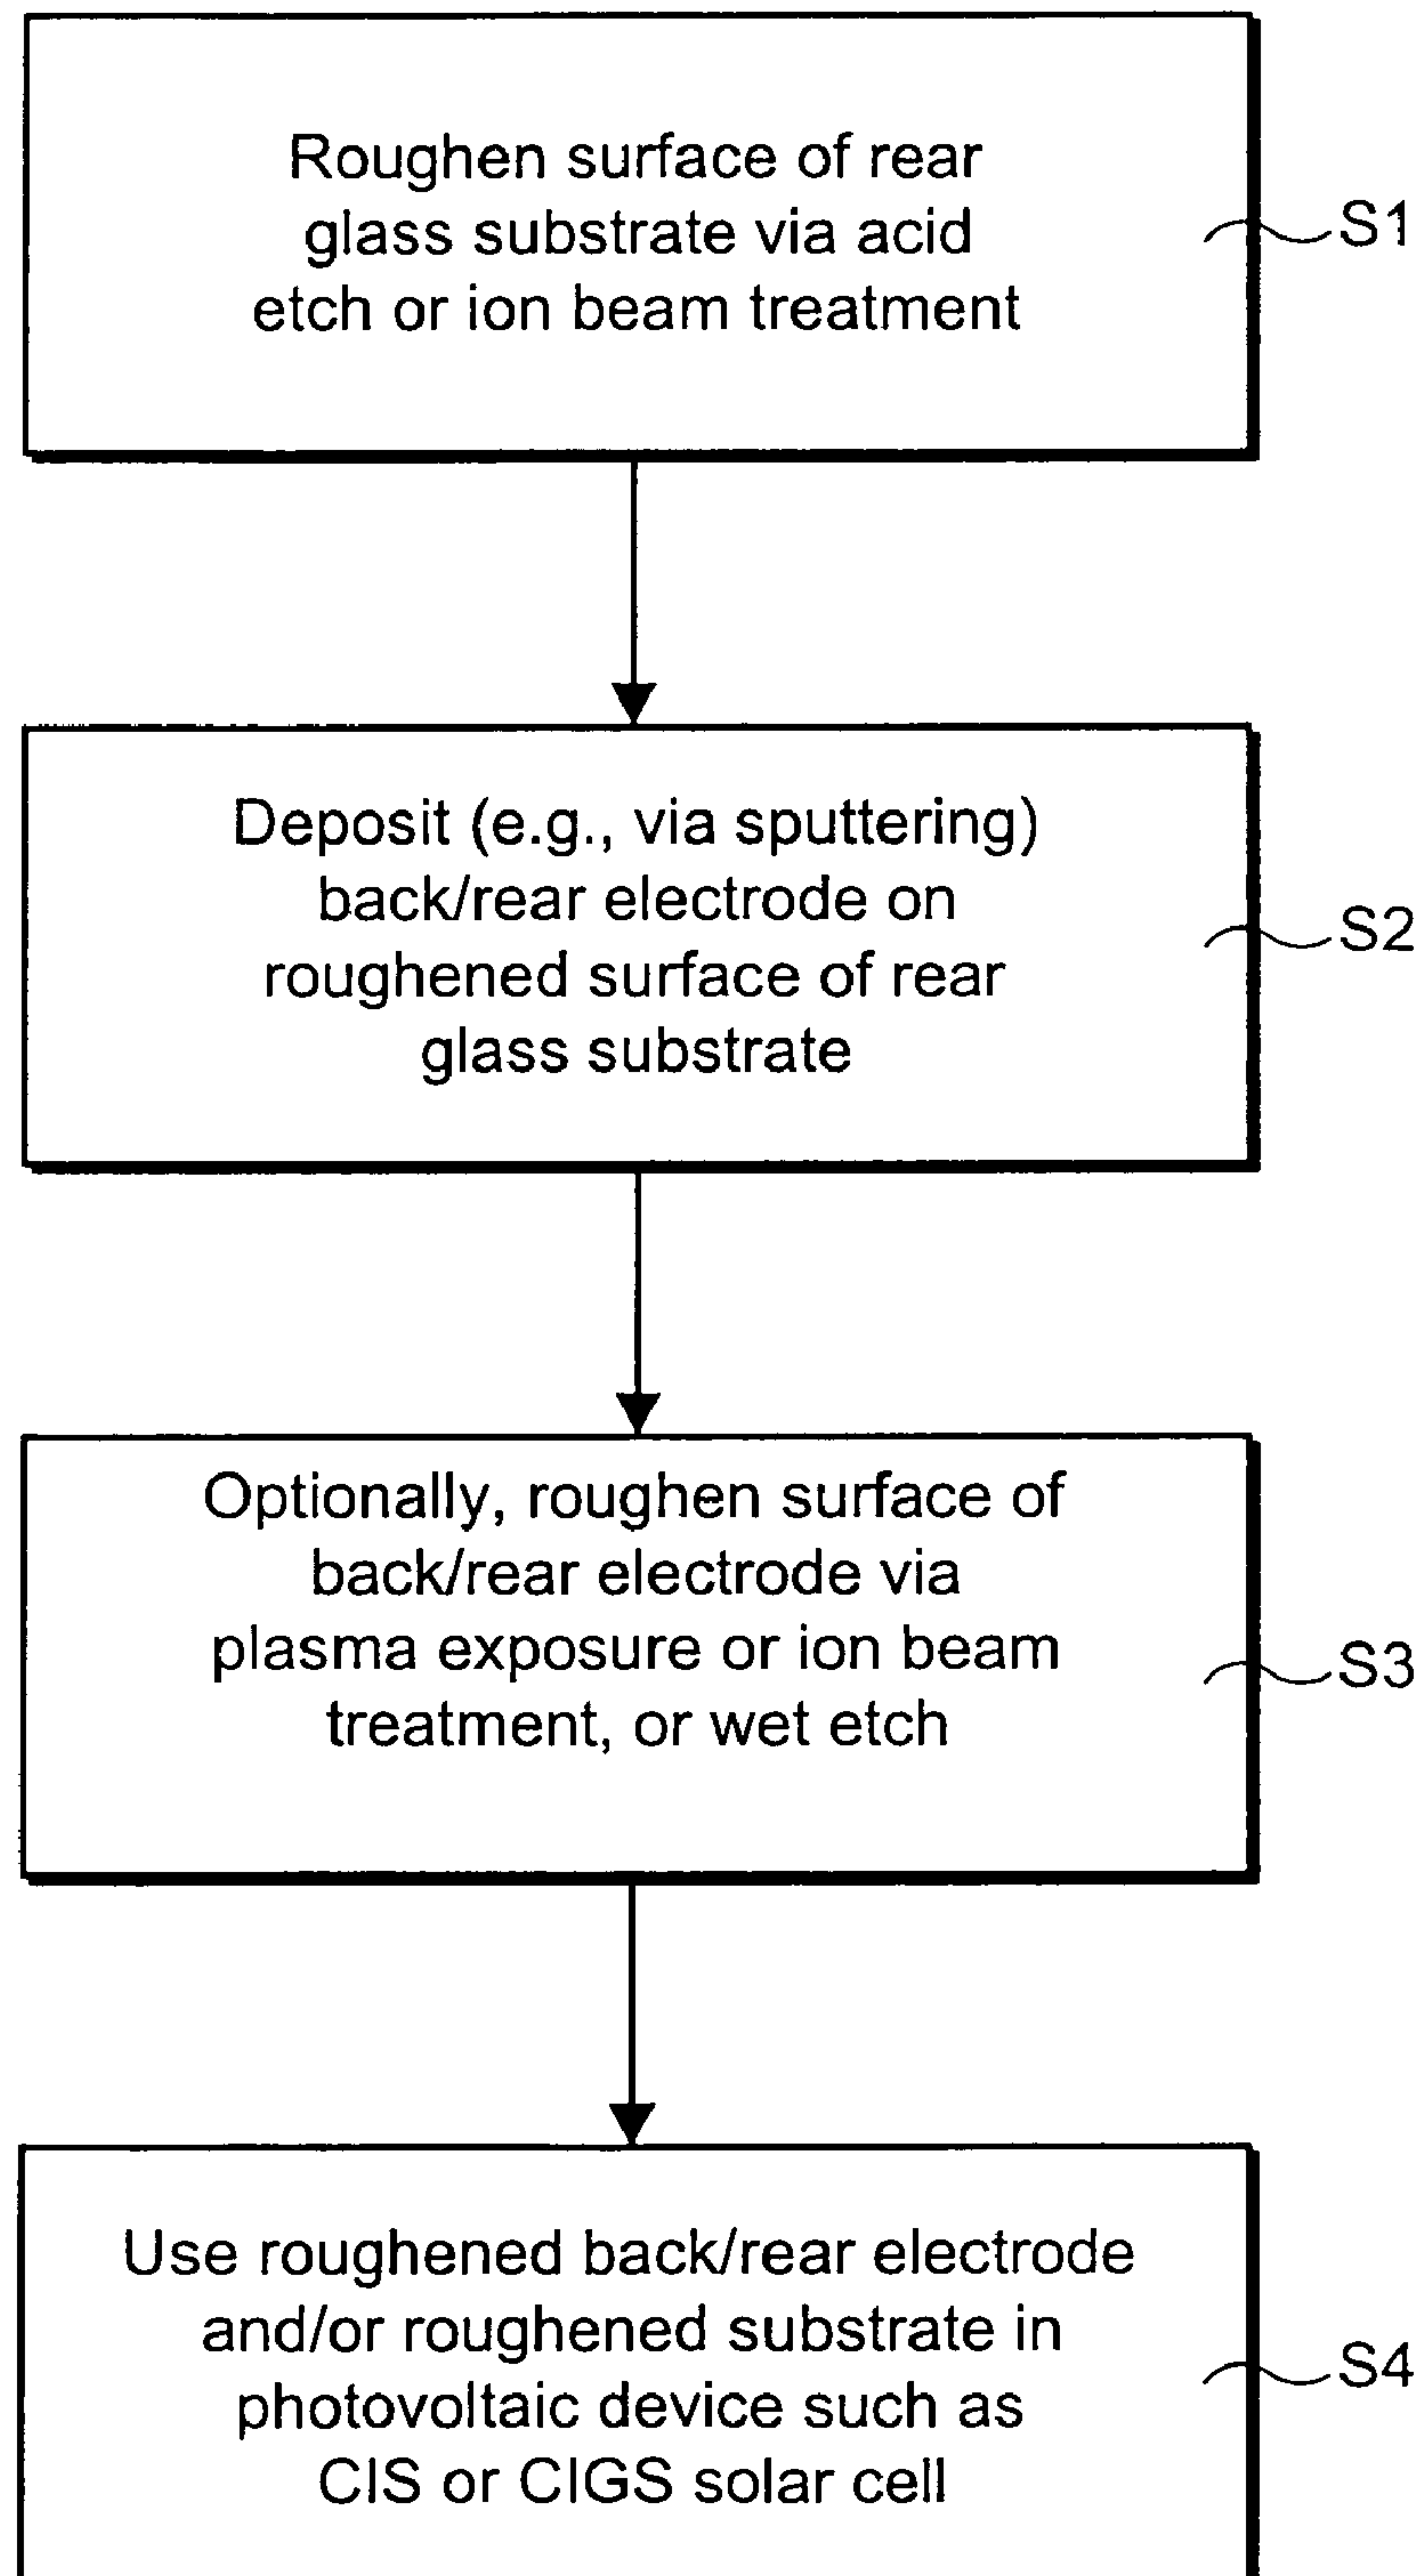 Roughen surface of rear
glass substrate via acid
etch or ion beam treatment
S1
Deposit (e.g., via sputtering)
back/rear electrode on
roughened surface of rear
glass substrate
S2
Optionally, roughen surface of
back/rear electrode via
plasma exposure or ion beam
treatment, or wet etch
S3
Use roughened back/rear electrode
and/or roughened substrate in
photovoltaic device such as
CIS or CIGS solar cell
S4